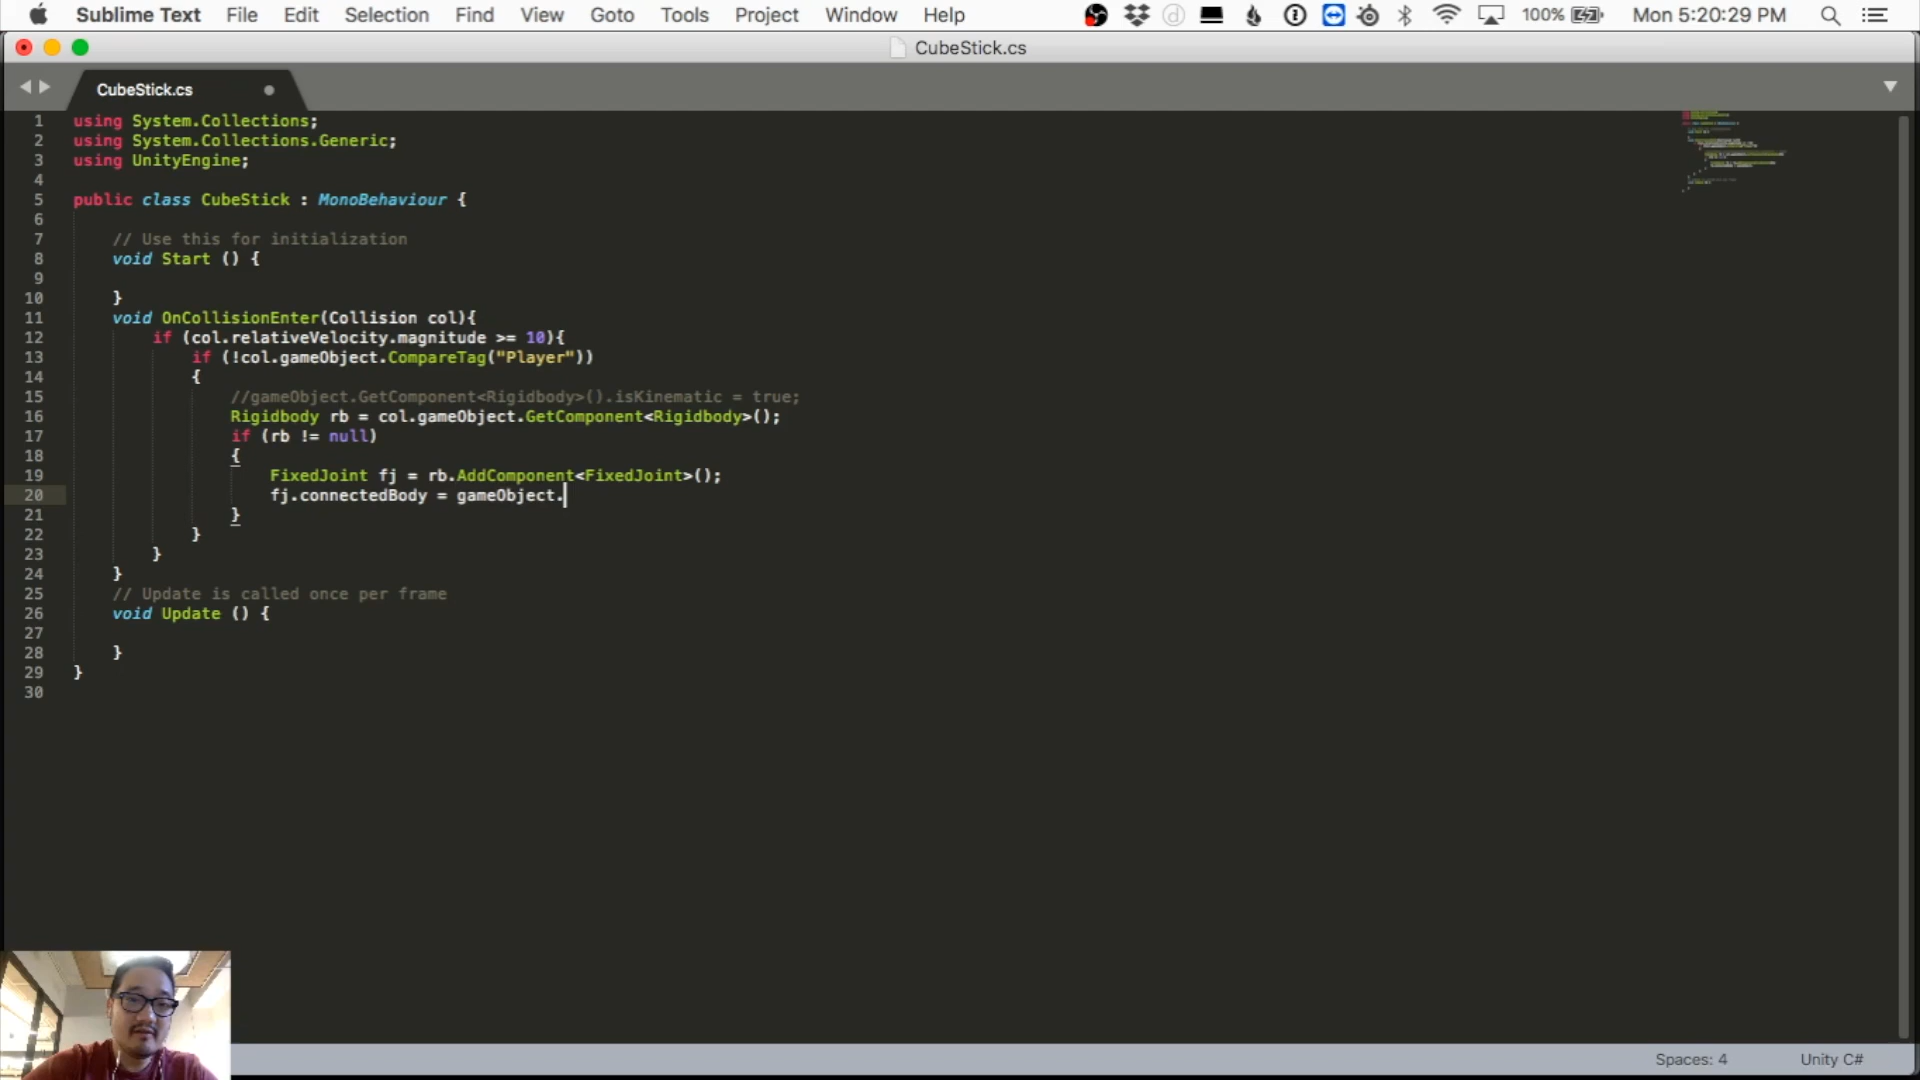 Sublime Text File Edit Selection Find View Goto Tools Project Window Help 100% Mon 5:20:29 PM
CubeStick.cs
CubeStick.cs
1 using System.Collections;
2 using System.Collections.Generic;
3 using UnityEngine;
4
5 public class CubeStick : MonoBehaviour {
6
7 // Use this for initialization
8 void Start () {
9
10 }
11 void OnCollisionEnter(Collision col){
12 if (col.relativeVelocity.magnitude >= 10){
13 if (!col.gameObject.CompareTag("Player"))
14 {
15 //gameObject.GetComponent<Rigidbody>().isKinematic = true;
16 Rigidbody rb = col.gameObject.GetComponent<Rigidbody>();
17 if (rb != null)
18 {
19 FixedJoint fj = rb.AddComponent<FixedJoint>();
20 fj.connectedBody = gameObject.
21 }
22 }
23 }
24 }
25 // Update is called once per frame
26 void Update () {
27
28 }
29 }
30
Spaces: 4 Unity C#